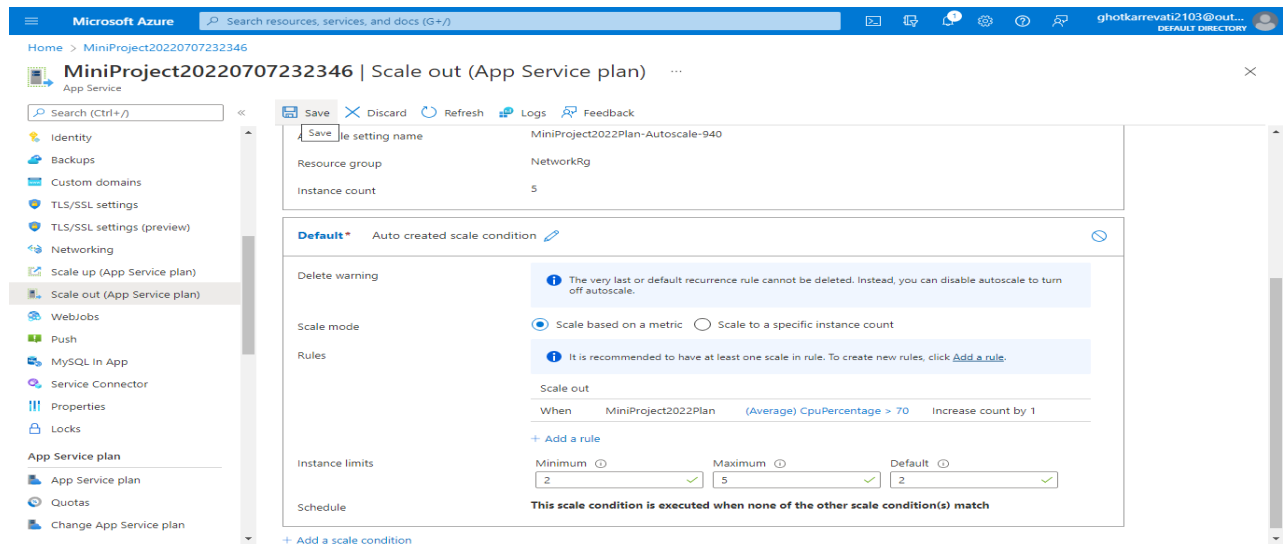 Microsoft Azure
Search resources, services, and docs (G+/)
1
ghotkarrevati2103@out...
DEFAULT DIRECTORY
Home > MiniProject20220707232346
MiniProject20220707232346 | Scale out (App Service plan) ...
App Service
Search (Ctrl+/)
Identity
Backups
Custom domains
TLS/SSL settings
TLS/SSL settings (preview)
Networking
Scale up (App Service plan)
Scale out (App Service plan)
WebJobs
Push
MySQL In App
Service Connector
Properties
Locks
App Service plan
App Service plan
Quotas
Change App Service plan
Save Discard Refresh Logs Feedback
Save
le setting name MiniProject2022Plan-Autoscale-940
Resource group NetworkRg
Instance count 5
Default* Auto created scale condition
Delete warning
The very last or default recurrence rule cannot be deleted. Instead, you can disable autoscale to turn
off autoscale.
Scale mode Scale based on a metric Scale to a specific instance count
Rules It is recommended to have at least one scale in rule. To create new rules, click Add a rule.
Scale out
When MiniProject2022Plan (Average) CpuPercentage > 70 Increase count by 1
+ Add a rule
Instance limits Minimum Maximum Default
2 5 2
Schedule This scale condition is executed when none of the other scale condition(s) match
+ Add a scale condition